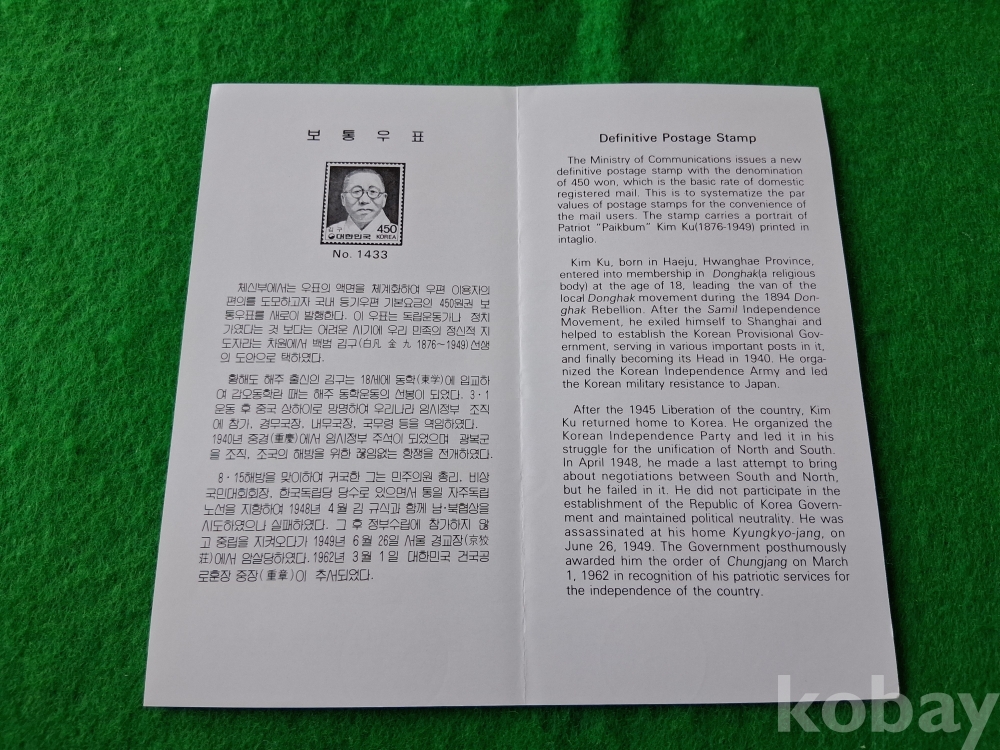 보 통 우 표
김 구 450
대한민국 KOREA
No. 1433
체신부에서는 우표의 액면을 체계화하여 우편 이용자의
편의를 도모하고자 국내 등기우편 기본요금인 450원권 보
통우표를 새로이 발행한다. 이 우표는 독립운동가나 정치
가였다는 것 보다는 어려운 시기에 우리 민족의 정신적 지
도자라는 차원에서 백범 김구(白凡 金 九 1876~1949)선생
의 도안으로 택하였다.
황해도 해주 출신인 김구는 18세에 동학(東学)에 입교하
여 갑오동학란 때는 해주 동학운동의 선봉이 되었다. 3·1
운동 후 중국 상하이로 망명하여 우리나라 임시정부 조직
에 참가, 경무국장, 내무국장, 국무령 등을 역임하였다.
1940년 중경(重慶)에서 임시정부 주석이 되었으며 광복군
을 조직, 조국의 해방을 위한 끊임없는 항쟁을 전개하였다.
8·15해방을 맞이하여 귀국한 그는 민주의원 총리, 비상
국민대회회장, 한국독립당 당수로 있으면서 통일 자주독립
노선을 지향하여 1948년 4월 김 규식과 함께 남·북협상을
시도하였으나 실패하였다. 그 후 정부수립에 참가하지 않
고 중립을 지켜오다가 1949년 6월 26일 서울 경교장(京校
莊)에서 암살당하였다. 1962년 3월 1일 대한민국 건국공
로훈장 중장(重章)이 추서되었다.
Definitive Postage Stamp
The Ministry of Communications issues a new
definitive postage stamp with the denomination
of 450 won, which is the basic rate of domestic
registered mail. This is to systematize the par
values of postage stamps for the convenience of
the mail users. The stamp carries a portrait of
Patriot "Paikbum" Kim Ku(1876-1949) printed in
intaglio.
Kim Ku, born in Haeju, Hwanghae Province,
entered into membership in Donghak(a religious
body) at the age of 18, leading the van of the
local Donghak movement during the 1894 Don-
ghak Rebellion. After the Samil Independence
Movement, he exiled himself to Shanghai and
helped to establish the Korean Provisional Gov-
ernment, serving in various important posts in it,
and finally becoming its Head in 1940. He orga-
nized the Korean Independence Army and led
the Korean military resistance to Japan.
After the 1945 Liberation of the country, Kim
Ku returned home to Korea. He organized the
Korean Independence Party and led it in his
struggle for the unification of North and South.
In April 1948, he made a last attempt to bring
about negotiations between South and North,
but he failed in it. He did not participate in the
establishment of the Republic of Korea Govern-
ment and maintained political neutrality. He was
assassinated at his home Kyungkyo-jang, on
June 26, 1949. The Government posthumously
awarded him the order of Chungjang on March
1, 1962 in recognition of his patriotic services for
the independence of the country.
kobay